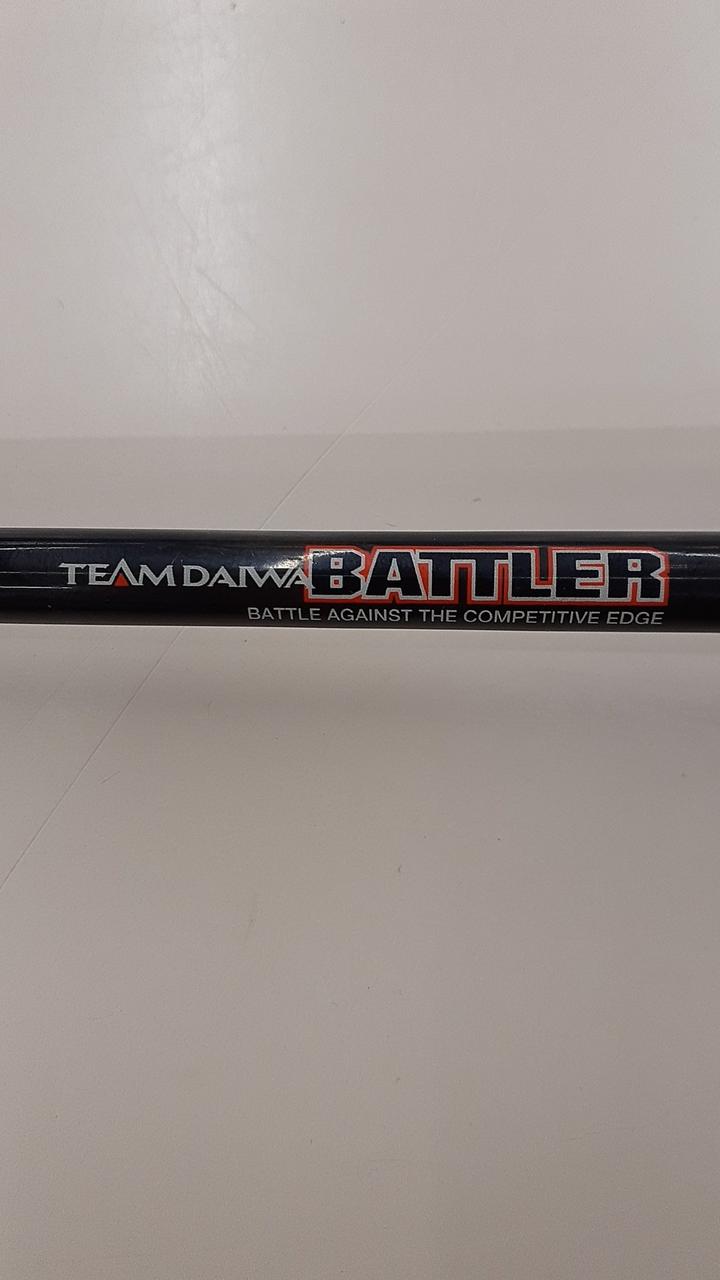 TEAM DAIWA BATTLER
BATTLE AGAINST THE COMPETITIVE EDGE